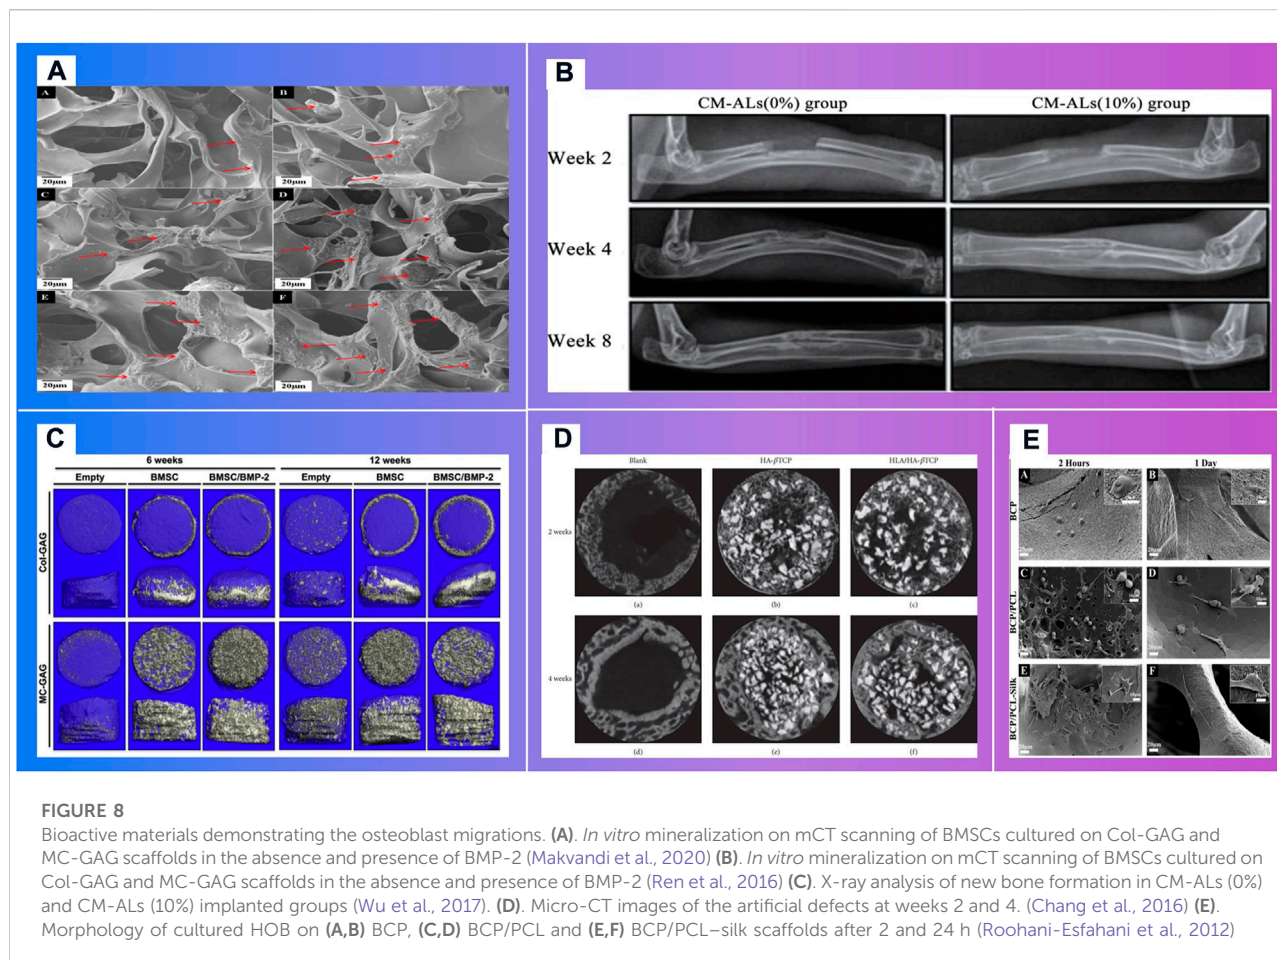 A
A
B
20μm
20μm
C
D
20μm
20μm
E
F
20μm
20μm
B
CM-ALs(0%) group
CM-ALs(10%) group
Week 2
Week 4
Week 8
C
6 weeks
12 weeks
Empty
BMSC
BMSC/BMP-2
Empty
BMSC
BMSC/BMP-2
Col-GAG
MC-GAG
D
Blank
HA-βTCP
HLA/HA-βTCP
2 weeks
(a)
(b)
(c)
4 weeks
(d)
(e)
(f)
E
2 Hours
1 Day
BCP
A
B
20μm
20μm
BCP/PCL
C
D
20μm
20μm
BCP/PCL-Silk
E
F
20μm
20μm
FIGURE 8
Bioactive materials demonstrating the osteoblast migrations. (A). In vitro mineralization on mCT scanning of BMSCs cultured on Col-GAG and
MC-GAG scaffolds in the absence and presence of BMP-2 (Makvandi et al., 2020) (B). In vitro mineralization on mCT scanning of BMSCs cultured on
Col-GAG and MC-GAG scaffolds in the absence and presence of BMP-2 (Ren et al., 2016) (C). X-ray analysis of new bone formation in CM-ALs (0%)
and CM-ALs (10%) implanted groups (Wu et al., 2017). (D). Micro-CT images of the artificial defects at weeks 2 and 4. (Chang et al., 2016) (E).
Morphology of cultured HOB on (A,B) BCP, (C,D) BCP/PCL and (E,F) BCP/PCL–silk scaffolds after 2 and 24 h (Roohani-Esfahani et al., 2012)